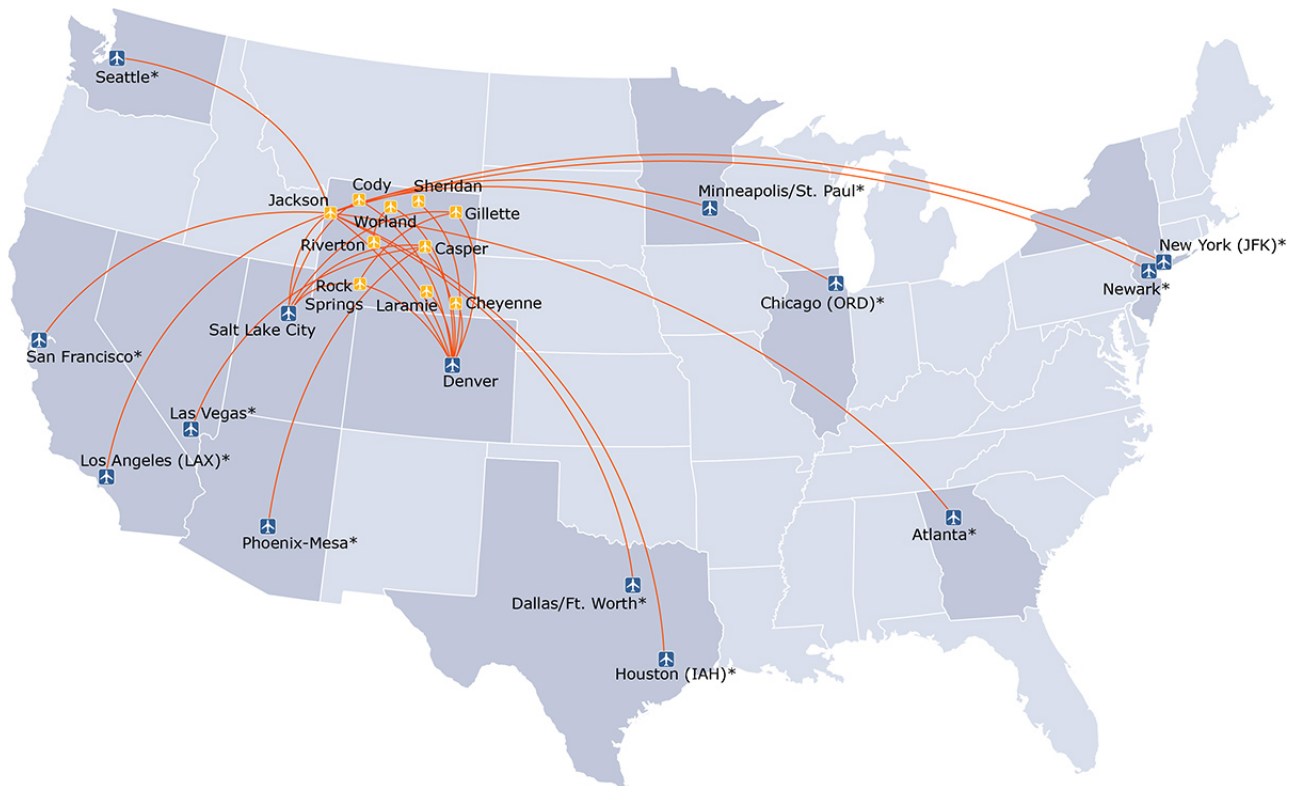 Seattle*
Cody
Sheridan
Minneapolis/St. Paul*
Jackson
Worland
Gillette
Riverton
Casper
New York (JFK)*
Newark*
Rock
Springs
Laramie
Cheyenne
Chicago (ORD)*
Salt Lake City
San Francisco*
Denver
Las Vegas*
Los Angeles (LAX)*
Phoenix-Mesa*
Atlanta*
Dallas/Ft. Worth*
Houston (IAH)*